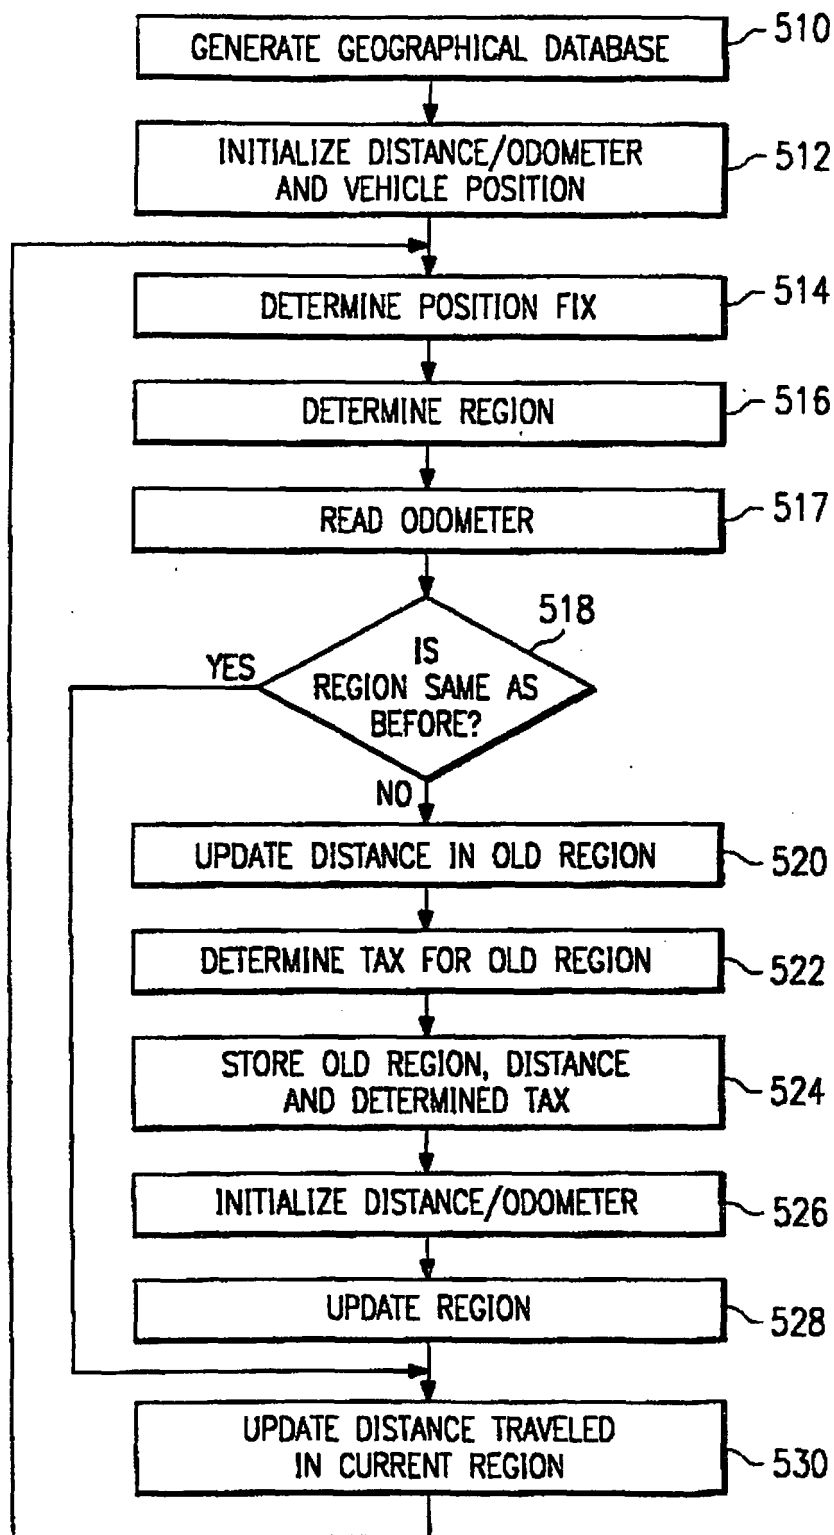 GENERATE GEOGRAPHICAL DATABASE
510
INITIALIZE DISTANCE/ODOMETER
AND VEHICLE POSITION
512
DETERMINE POSITION FIX
514
DETERMINE REGION
516
READ ODOMETER
517
518
IS
REGION SAME AS
BEFORE?
YES
NO
UPDATE DISTANCE IN OLD REGION
520
DETERMINE TAX FOR OLD REGION
522
STORE OLD REGION, DISTANCE
AND DETERMINED TAX
524
INITIALIZE DISTANCE/ODOMETER
526
UPDATE REGION
528
UPDATE DISTANCE TRAVELED
IN CURRENT REGION
530